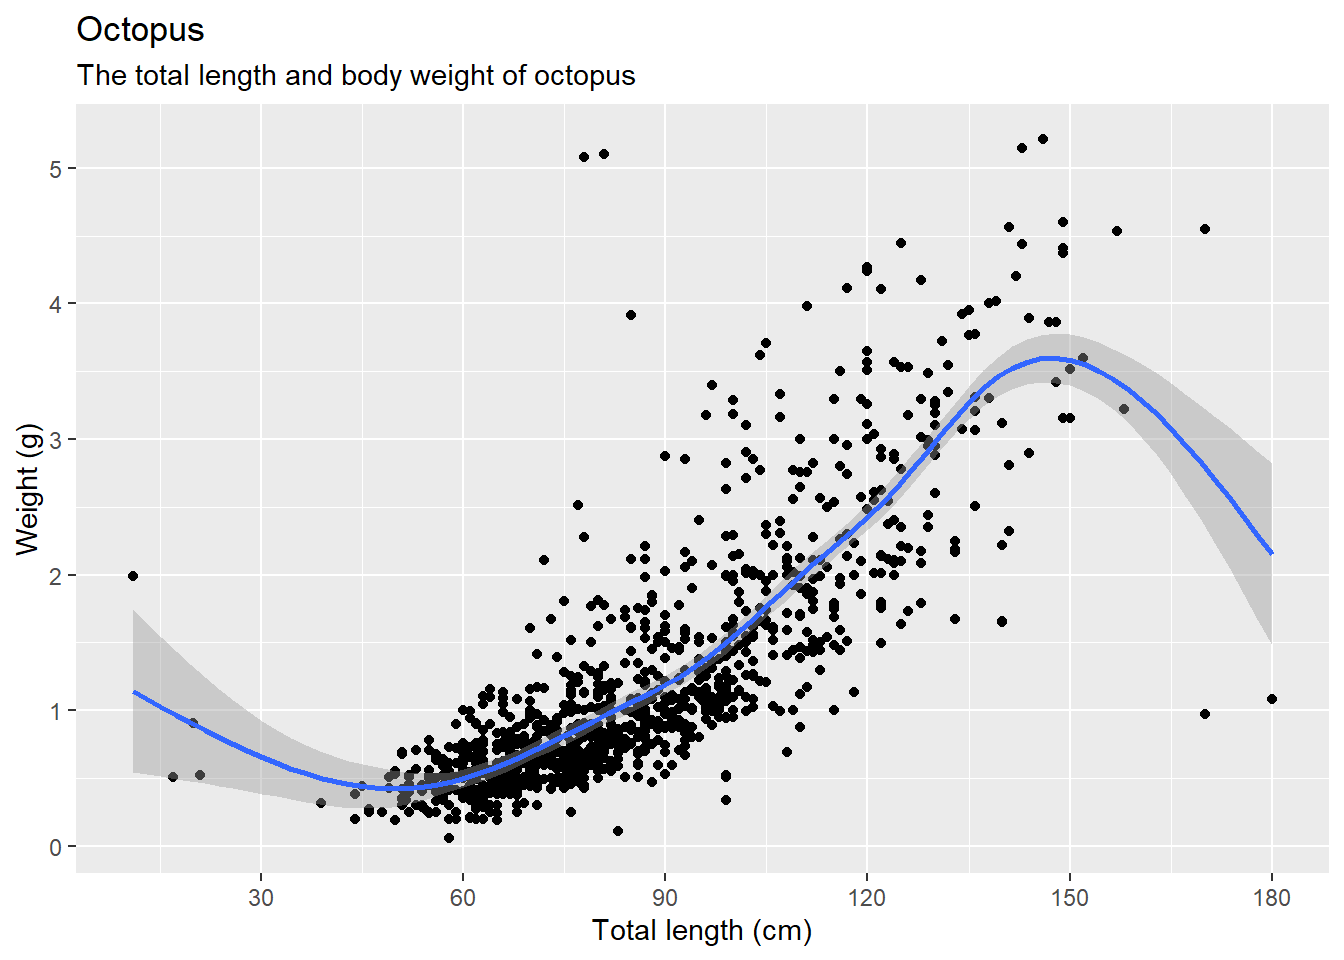 Octopus
The total length and body weight of octopus
5
4
3
2
1
0
Weight (g)
30 60 90 120 150 180
Total length (cm)